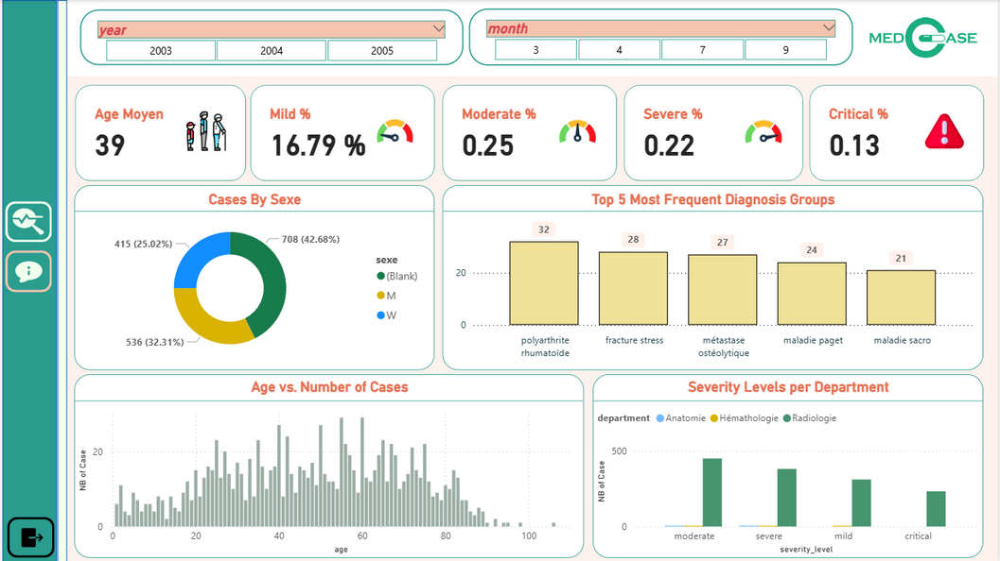 year
2003 2004 2005
month
3 4 7 9
MED CASE
Age Moyen
39
Mild %
16.79 %
Moderate %
0.25
Severe %
0.22
Critical %
0.13
Cases By Sexe
708 (42.68%)
415 (25.02%)
536 (32.31%)
sexe
(Blank)
M
W
Top 5 Most Frequent Diagnosis Groups
32 28 27 24 21
20
0
polyarthrite
rhumatoïde
fracture stress
métastase
ostéolytique
maladie paget
maladie sacro
Age vs. Number of Cases
NB of Case
20
0
0 20 40 60 80 100
age
Severity Levels per Department
department Anatomie Hémathologie Radiologie
NB of Case
500
0
moderate severe mild critical
severity_level